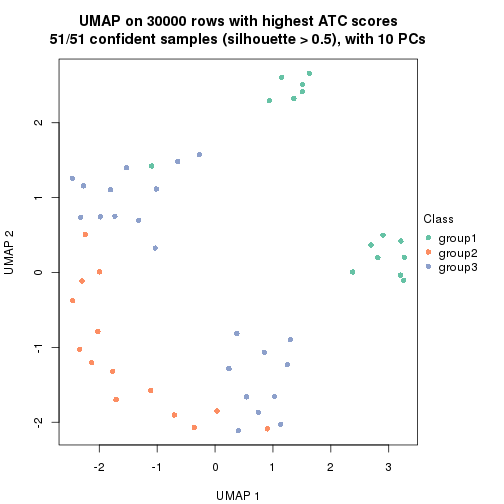 UMAP on 30000 rows with highest ATC scores
51/51 confident samples (silhouette > 0.5), with 10 PCs
2
1
0
-1
-2
UMAP 2
-2
-1
0
1
2
3
UMAP 1
Class
group1
group2
group3